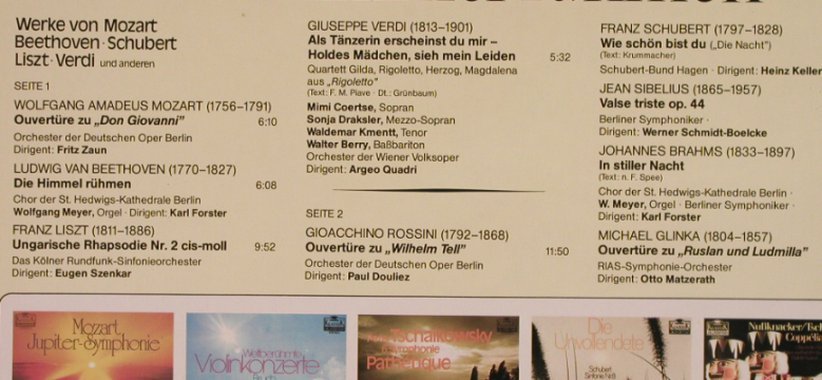 Werke von Mozart
Beethoven · Schubert
Liszt · Verdi und anderen
SEITE 1
WOLFGANG AMADEUS MOZART (1756–1791)
Ouvertüre zu „Don Giovanni" 6:10
Orchester der Deutschen Oper Berlin
Dirigent: Fritz Zaun
LUDWIG VAN BEETHOVEN (1770–1827)
Die Himmel rühmen 6:08
Chor der St. Hedwigs-Kathedrale Berlin
Wolfgang Meyer, Orgel · Dirigent: Karl Forster
FRANZ LISZT (1811–1886)
Ungarische Rhapsodie Nr. 2 cis-moll 9:52
Das Kölner Rundfunk-Sinfonieorchester
Dirigent: Eugen Szenkar
GIUSEPPE VERDI (1813–1901)
Als Tänzerin erscheinst du mir –
Holdes Mädchen, sieh mein Leiden 5:32
Quartett Gilda, Rigoletto, Herzog, Magdalena
aus „Rigoletto"
(Text: F. M. Piave · Dt.: Grünbaum)
Mimi Coertse, Sopran
Sonja Draksler, Mezzo-Sopran
Waldemar Kmentt, Tenor
Walter Berry, Baßbariton
Orchester der Wiener Volksoper
Dirigent: Argeo Quadri
SEITE 2
GIOACCHINO ROSSINI (1792–1868)
Ouvertüre zu „Wilhelm Tell" 11:50
Orchester der Deutschen Oper Berlin
Dirigent: Paul Douliez
FRANZ SCHUBERT (1797–1828)
Wie schön bist du („Die Nacht")
(Text: Krummacher)
Schubert-Bund Hagen · Dirigent: Heinz Keller
JEAN SIBELIUS (1865–1957)
Valse triste op. 44
Berliner Symphoniker ·
Dirigent: Werner Schmidt-Boelcke
JOHANNES BRAHMS (1833–1897)
In stiller Nacht
(Text: n. F. Spee)
Chor der St. Hedwigs-Kathedrale Berlin ·
W. Meyer, Orgel · Berliner Symphoniker ·
Dirigent: Karl Forster
MICHAEL GLINKA (1804–1857)
Ouvertüre zu „Ruslan und Ludmilla"
RIAS-Symphonie-Orchester
Dirigent: Otto Matzerath
Mozart
Jupiter-Symphonie
Weltberühmte
Violinkonzerte
Tschaikowsky
Symphonie
Pathétique
Die
Unvollendete
Schubert
Nußknacker
Coppélia